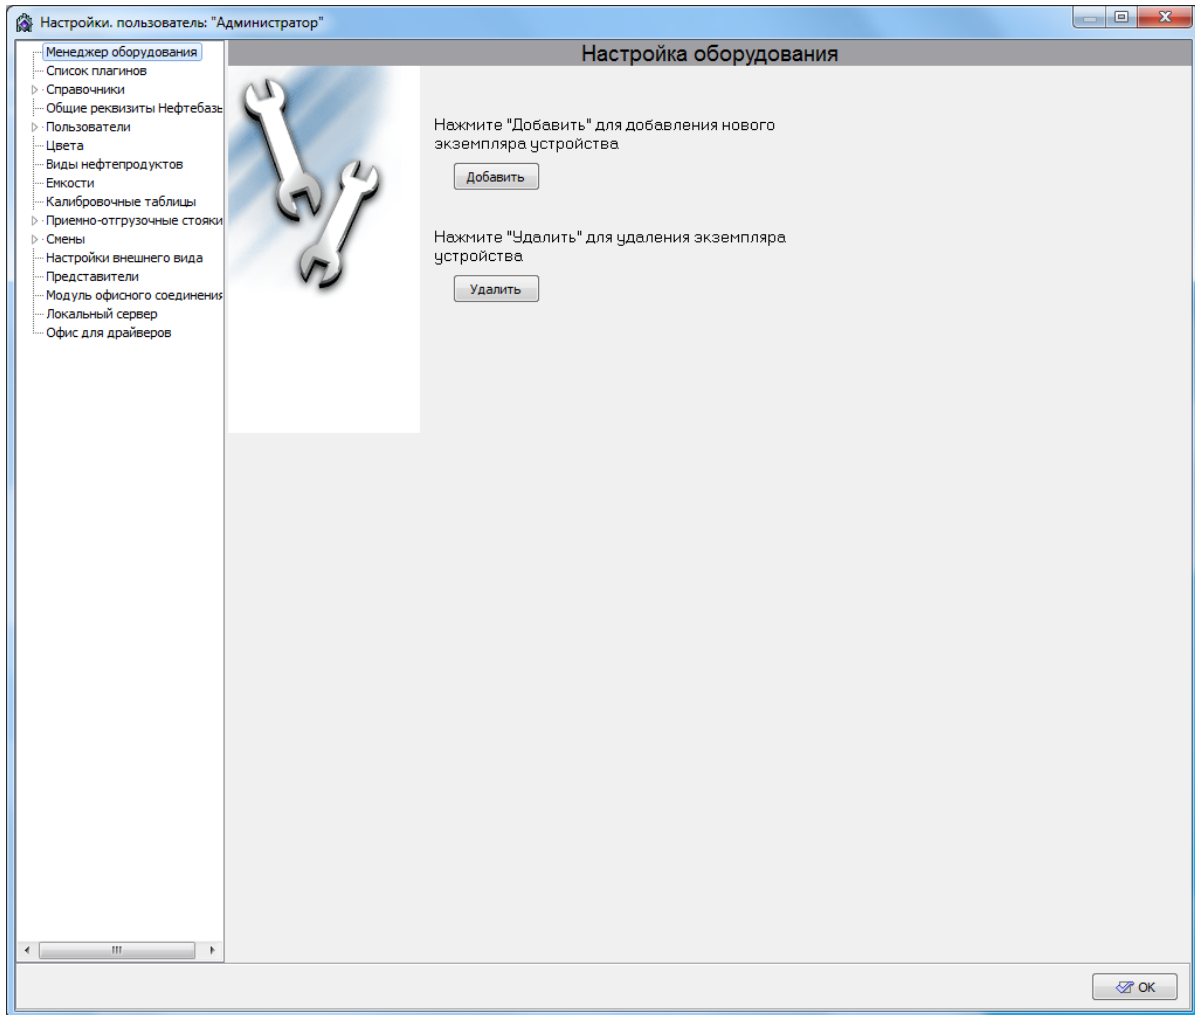 Настройки. пользователь: "Администратор"
Менеджер оборудования
Список плагинов
Справочники
Общие реквизиты Нефтебазы
Пользователи
Цвета
Виды нефтепродуктов
Емкости
Калибровочные таблицы
Приемно-отгрузочные стояки
Смены
Настройки внешнего вида
Представители
Модуль офисного соединения
Локальный сервер
Офис для драйверов
Настройка оборудования
Нажмите "Добавить" для добавления нового
экземпляра устройства
Добавить
Нажмите "Удалить" для удаления экземпляра
устройства
Удалить
OK